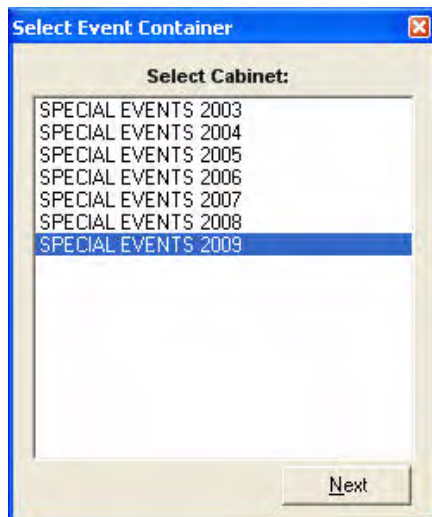 Select Event Container
Select Cabinet:
SPECIAL EVENTS 2003
SPECIAL EVENTS 2004
SPECIAL EVENTS 2005
SPECIAL EVENTS 2006
SPECIAL EVENTS 2007
SPECIAL EVENTS 2008
SPECIAL EVENTS 2009
Next